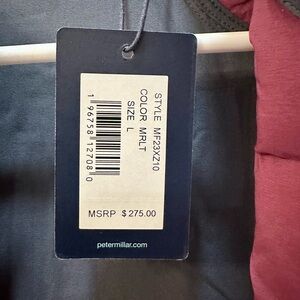 STYLE MF23XZ10
COLOR MRLT
SIZE L
1 96758 12708 0
MSRP $275.00
petermillar.com